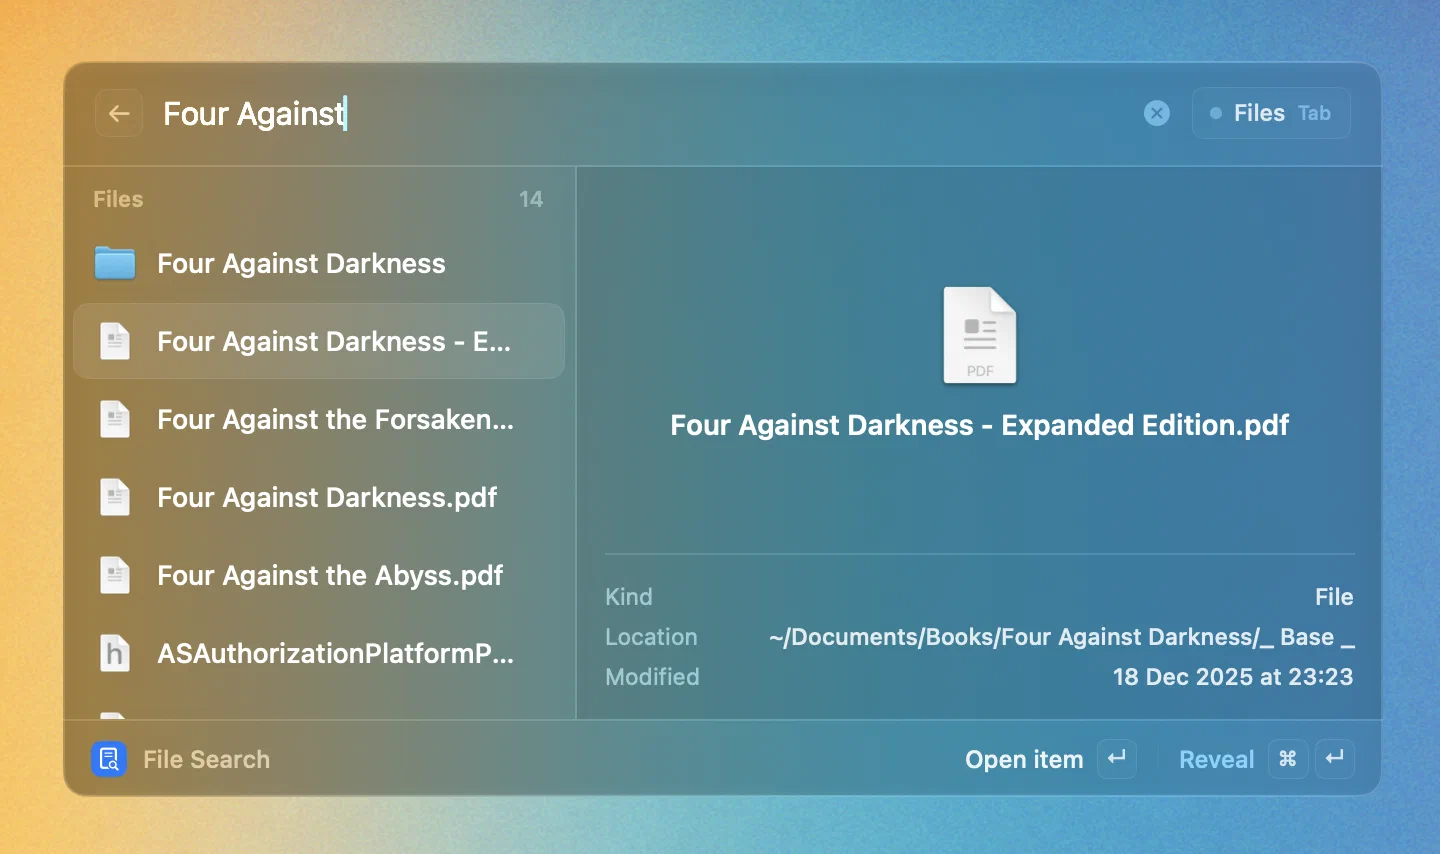 Four Against
Files Tab
Files 14
Four Against Darkness
Four Against Darkness - E...
Four Against the Forsaken...
Four Against Darkness.pdf
Four Against the Abyss.pdf
h
ASAuthorizationPlatformP...
PDF
Four Against Darkness - Expanded Edition.pdf
Kind File
Location ~/Documents/Books/Four Against Darkness/_ Base _
Modified 18 Dec 2025 at 23:23
File Search
Open item ↵ Reveal ⌘ ↵